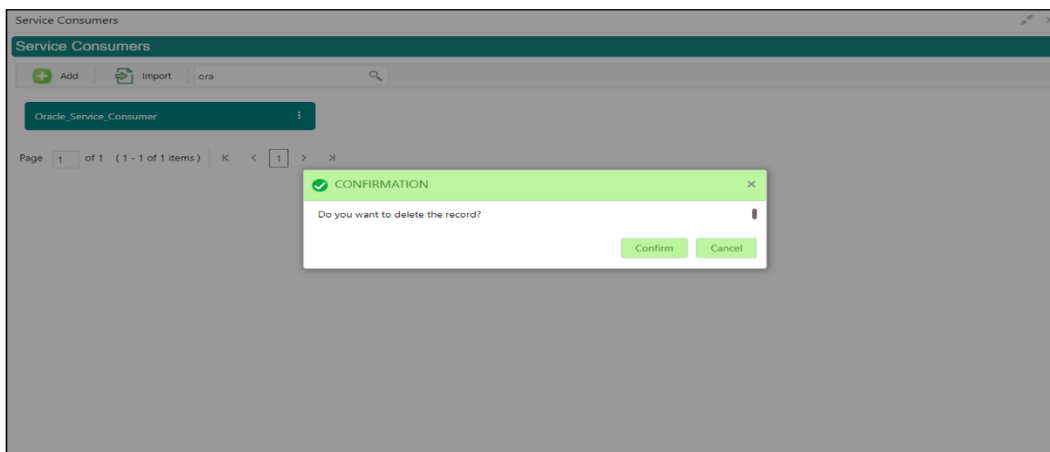 Service Consumers
Service Consumers
Add Import ora
Oracle_Service_Consumer
Page 1 of 1 (1 - 1 of 1 items) K < 1 > >|
CONFIRMATION
Do you want to delete the record?
Confirm Cancel